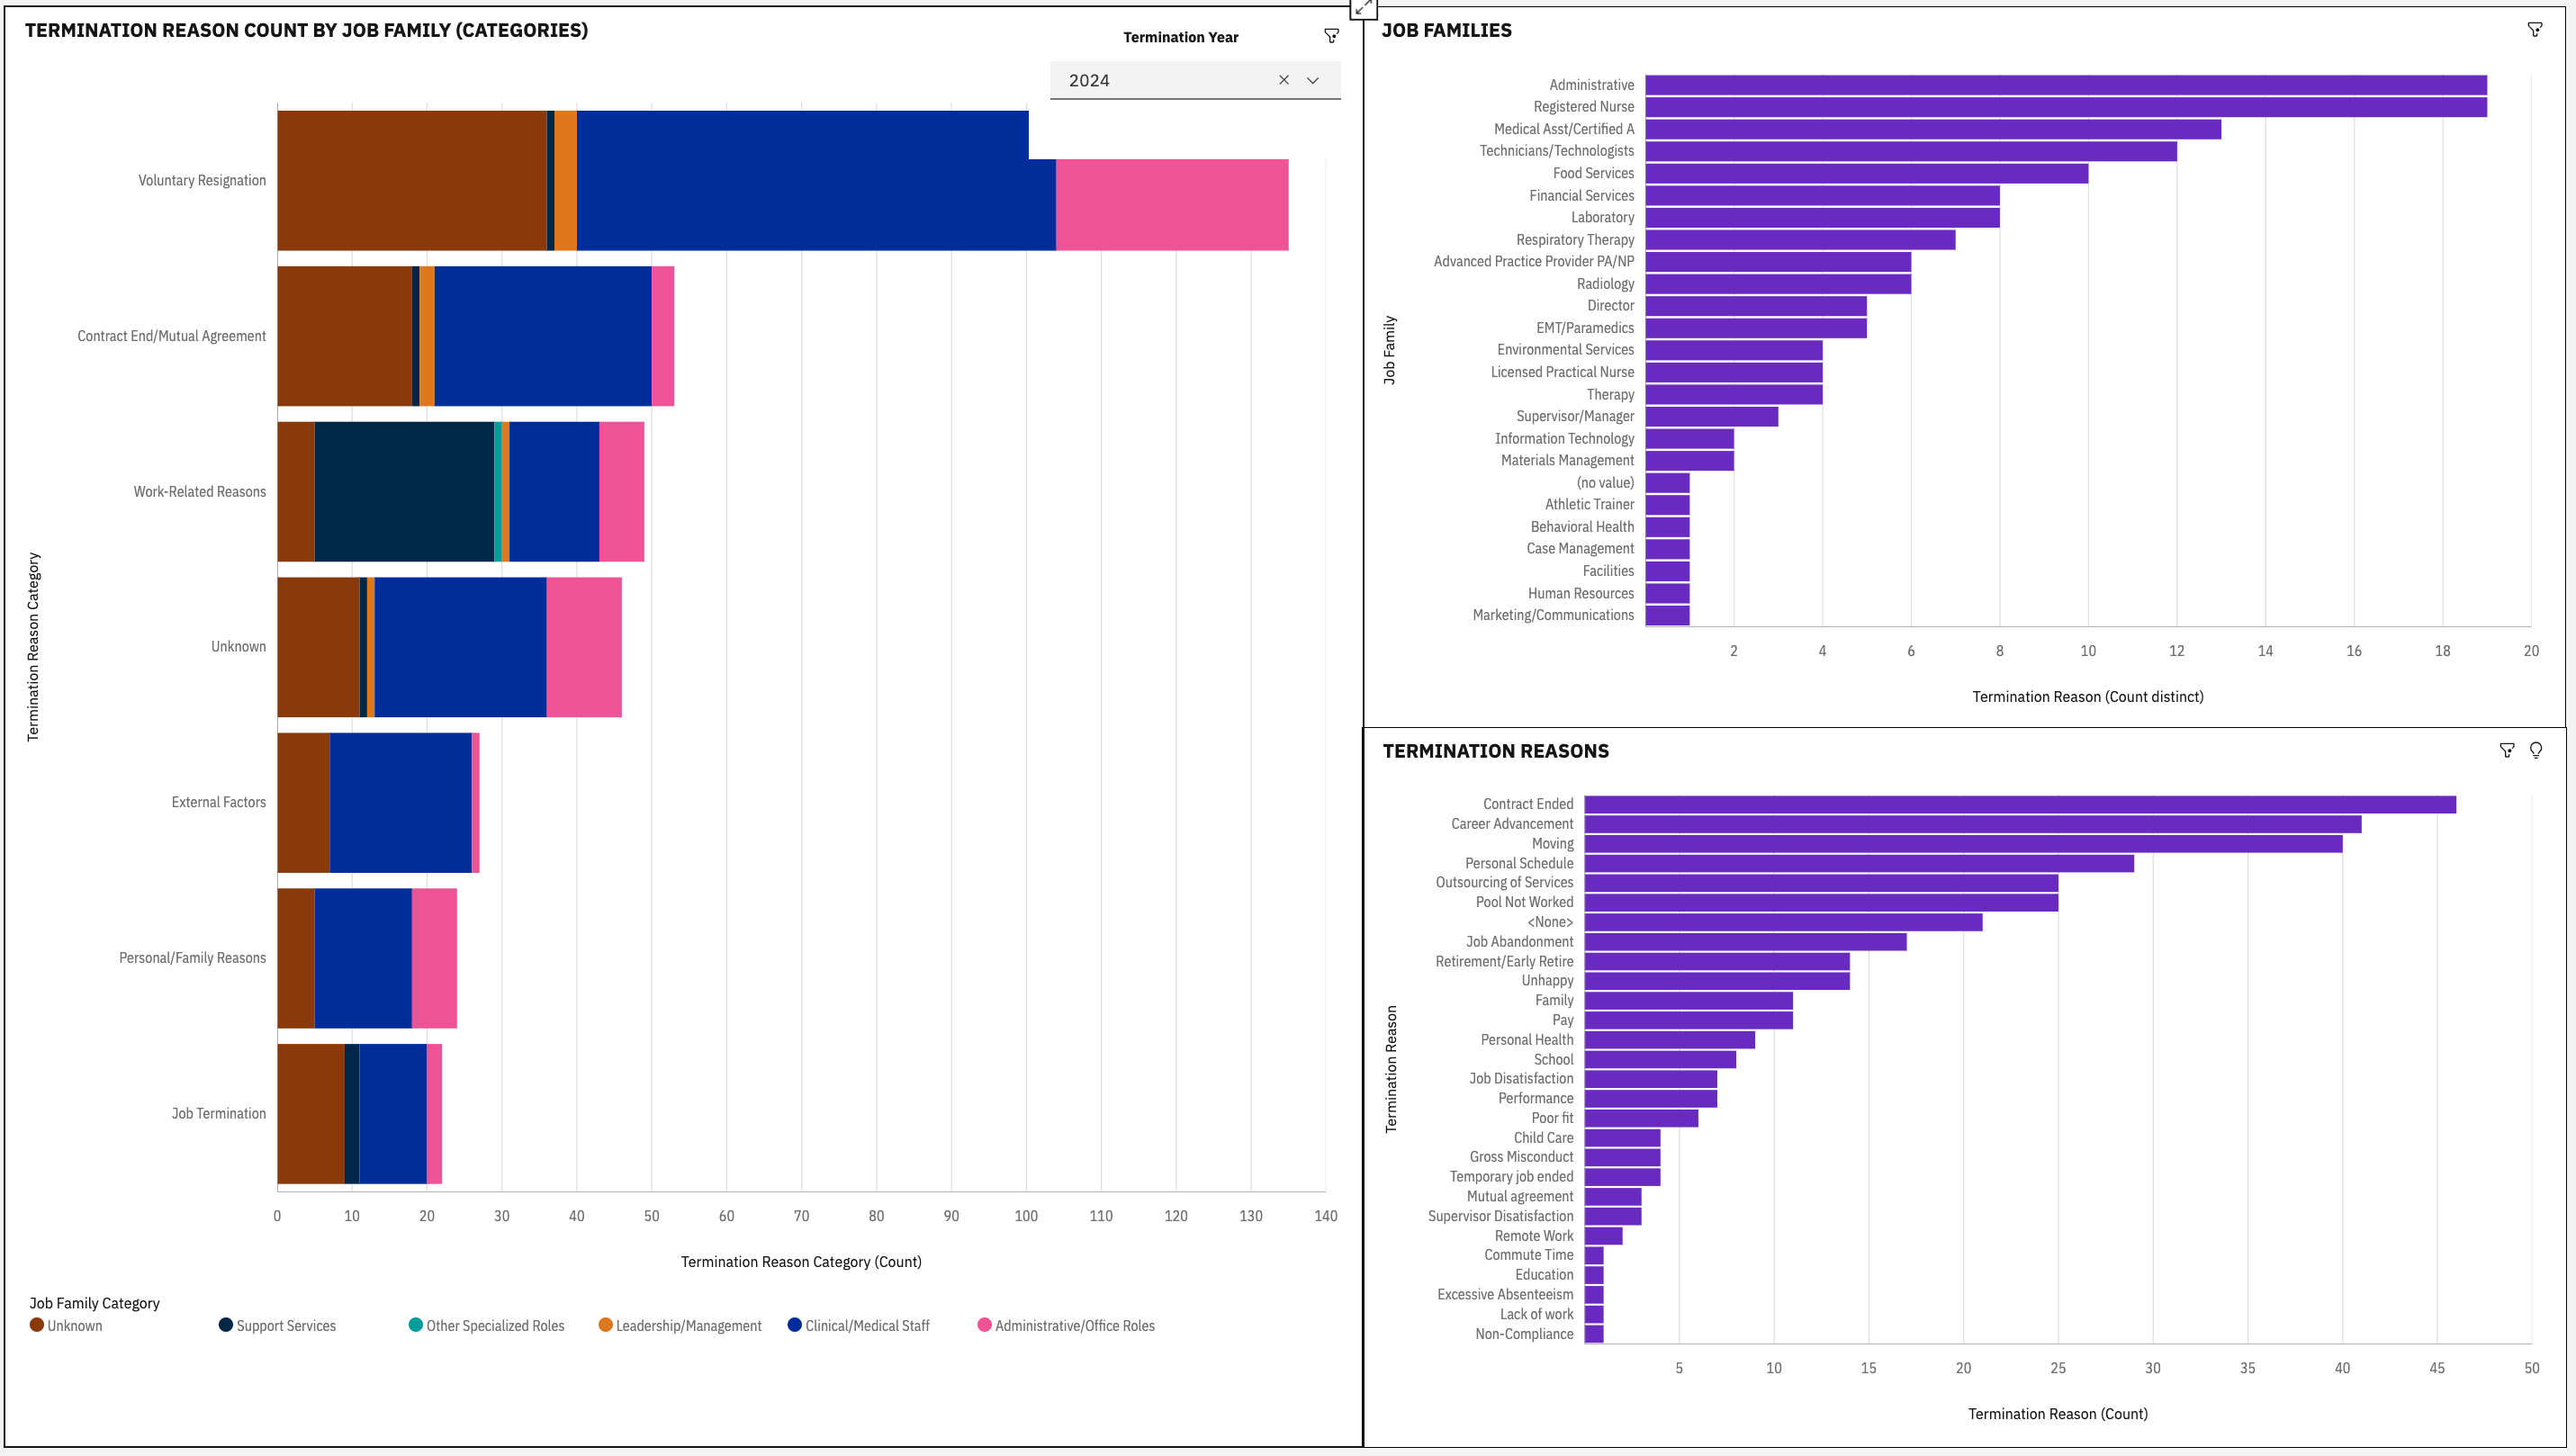 TERMINATION REASON COUNT BY JOB FAMILY (CATEGORIES)
Termination Year
2024
Termination Reason Category
Voluntary Resignation
Contract End/Mutual Agreement
Work-Related Reasons
Unknown
External Factors
Personal/Family Reasons
Job Termination
0 10 20 30 40 50 60 70 80 90 100 110 120 130 140
Termination Reason Category (Count)
Job Family Category
Unknown Support Services Other Specialized Roles Leadership/Management Clinical/Medical Staff Administrative/Office Roles
JOB FAMILIES
Job Family
Administrative
Registered Nurse
Medical Asst/Certified A
Technicians/Technologists
Food Services
Financial Services
Laboratory
Respiratory Therapy
Advanced Practice Provider PA/NP
Radiology
Director
EMT/Paramedics
Environmental Services
Licensed Practical Nurse
Therapy
Supervisor/Manager
Information Technology
Materials Management
(no value)
Athletic Trainer
Behavioral Health
Case Management
Facilities
Human Resources
Marketing/Communications
2 4 6 8 10 12 14 16 18 20
Termination Reason (Count distinct)
TERMINATION REASONS
Termination Reason
Contract Ended
Career Advancement
Moving
Personal Schedule
Outsourcing of Services
Pool Not Worked
<None>
Job Abandonment
Retirement/Early Retire
Unhappy
Family
Pay
Personal Health
School
Job Disatisfaction
Performance
Poor fit
Child Care
Gross Misconduct
Temporary job ended
Mutual agreement
Supervisor Disatisfaction
Remote Work
Commute Time
Education
Excessive Absenteeism
Lack of work
Non-Compliance
5 10 15 20 25 30 35 40 45 50
Termination Reason (Count)